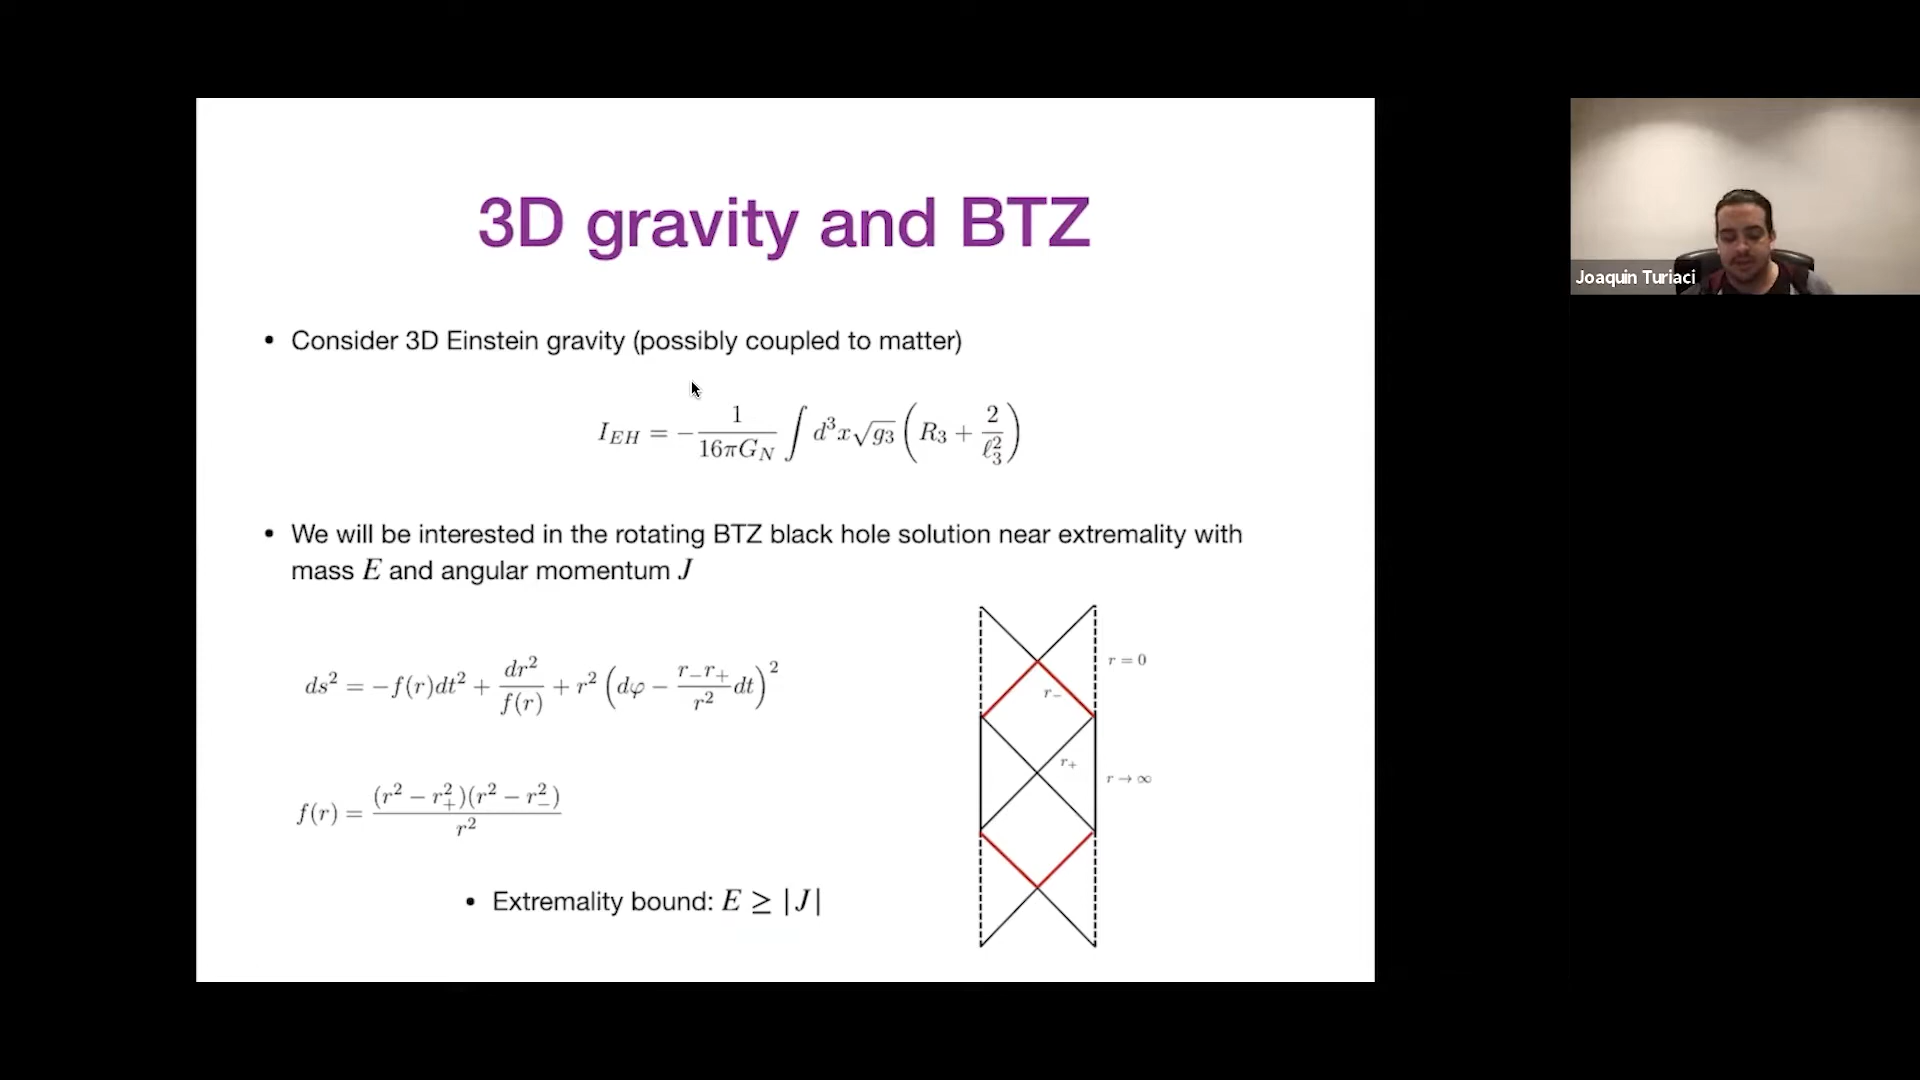 3D gravity and BTZ
• Consider 3D Einstein gravity (possibly coupled to matter)
I_{EH} = -\frac{1}{16\pi G_N} \int d^3x \sqrt{g_3} \left( R_3 + \frac{2}{\ell_3^2} \right)
• We will be interested in the rotating BTZ black hole solution near extremality with
mass E and angular momentum J
ds^2 = -f(r)dt^2 + \frac{dr^2}{f(r)} + r^2 \left( d\varphi - \frac{r_- r_+}{r^2} dt \right)^2
f(r) = \frac{(r^2 - r_+^2)(r^2 - r_-^2)}{r^2}
• Extremality bound: E ≥ |J|
r = 0
r_-
r_+
r → ∞
Joaquin Turiaci